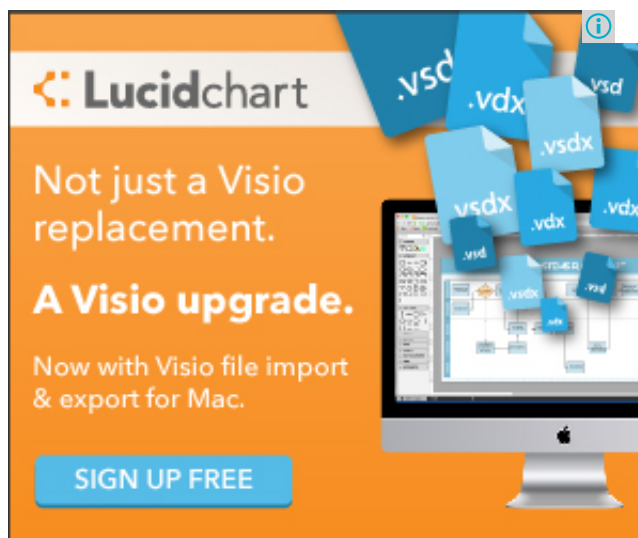 Lucidchart
.vsd
.vdx
.vsd
.vsdx
vsdx
.vdx
.vdx
.vsd
.vsdx
.vsd
.vdx
Not just a Visio
replacement.
A Visio upgrade.
Now with Visio file import
& export for Mac.
SIGN UP FREE